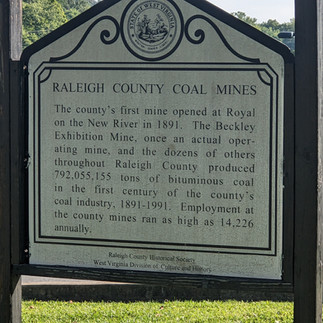 STATE OF WEST VIRGINIA
RALEIGH COUNTY COAL MINES
The county's first mine opened at Royal
on the New River in 1891. The Beckley
Exhibition Mine, once an actual oper-
ating mine, and the dozens of others
throughout Raleigh County produced
792,055,155 tons of bituminous coal
in the first century of the county's
coal industry, 1891-1991. Employment at
the county mines ran as high as 14,226
annually.
Raleigh County Historical Society
West Virginia Division of Culture and History